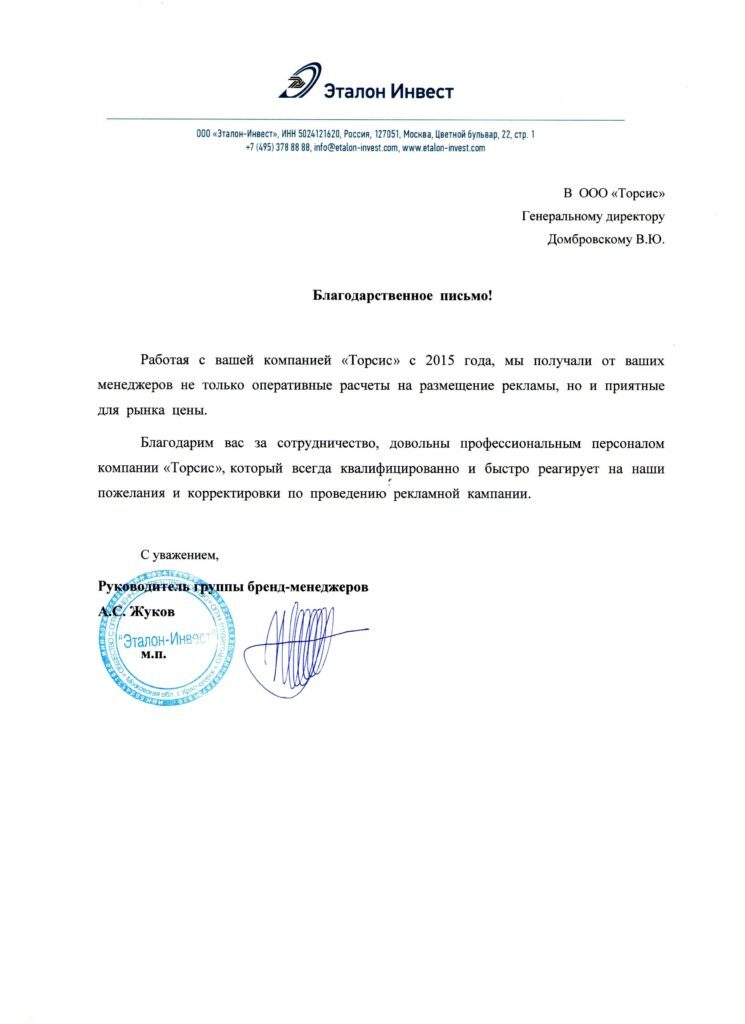 Эталон Инвест
ООО «Эталон-Инвест», ИНН 5024121620, Россия, 127051, Москва, Цветной бульвар, 22, стр. 1
+7 (495) 378 88 88, info@etalon-invest.com, www.etalon-invest.com
В ООО «Торсис»
Генеральному директору
Домбровскому В.Ю.
Благодарственное письмо!
Работая с вашей компанией «Торсис» с 2015 года, мы получали от ваших
менеджеров не только оперативные расчеты на размещение рекламы, но и приятные
для рынка цены.
Благодарим вас за сотрудничество, довольны профессиональным персоналом
компании «Торсис», который всегда квалифицированно и быстро реагирует на наши
пожелания и корректировки по проведению рекламной кампании.
С уважением,
Руководитель группы бренд-менеджеров
А.С. Жуков
"Эталон-Инвест"
м.п.
Московская обл. г. Красногорск